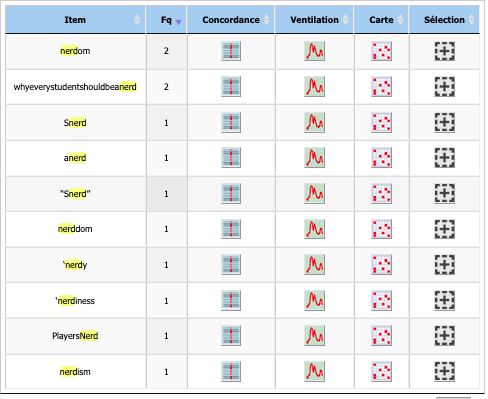 Item Fq Concordance Ventilation Carte Sélection
nerdom 2
whyeverystudentshouldbeanerd 2
Snerd 1
anerd 1
“Snerd” 1
nerddom 1
‘nerdy 1
‘nerdiness 1
PlayersNerd 1
nerdism 1